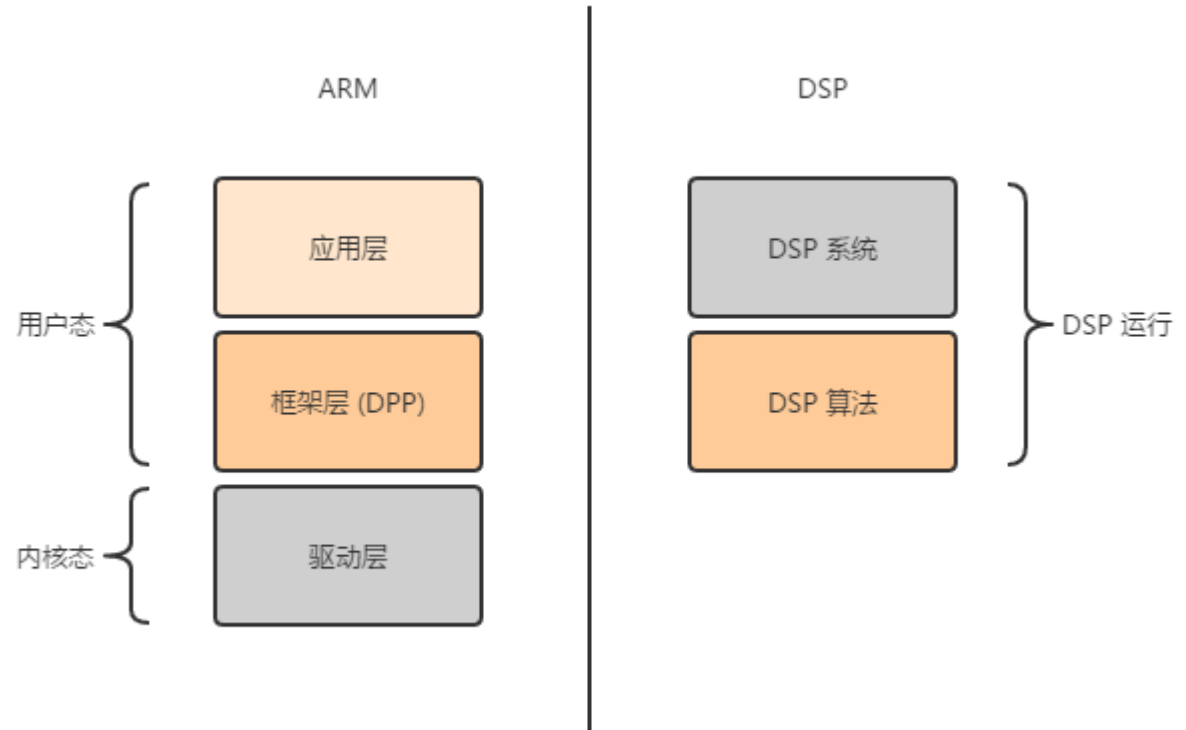 ARM
DSP
应用层
DSP 系统
用户态
DSP 运行
框架层 (DPP)
DSP 算法
内核态
驱动层